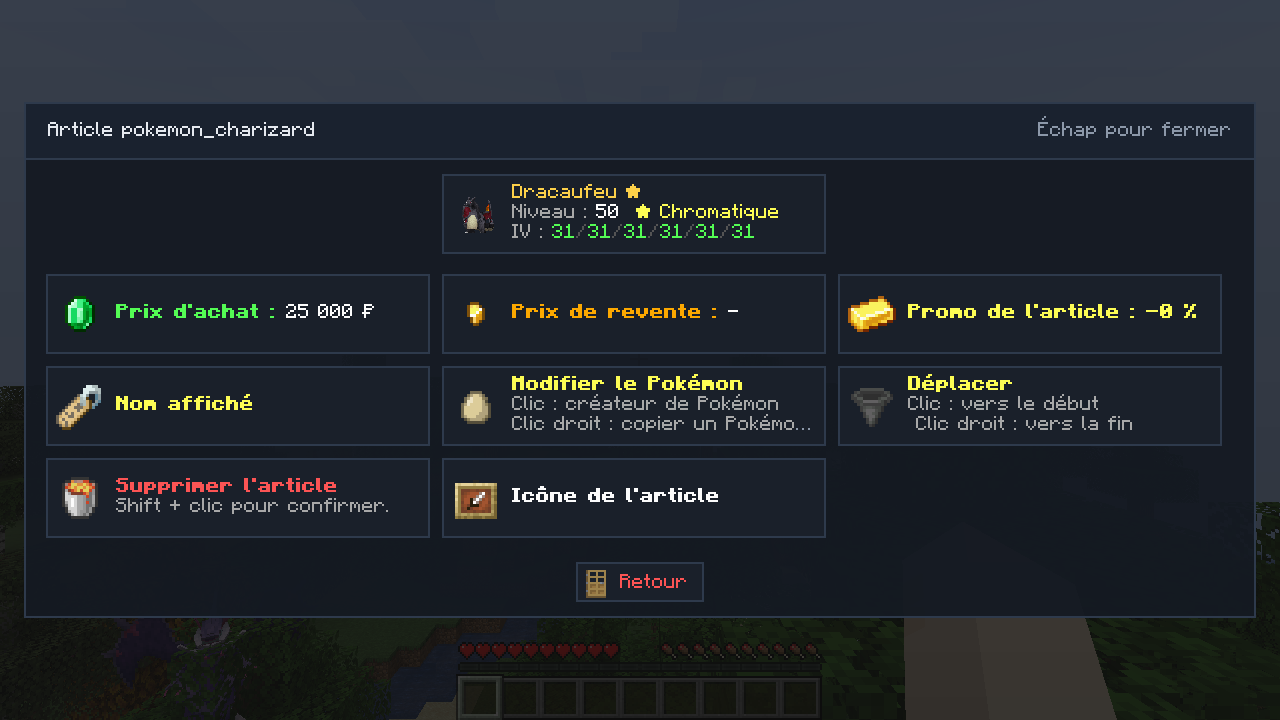 Article pokemon_charizard
Échap pour fermer
Dracaufeu ★
Niveau : 50 ★ Chromatique
IV : 31/31/31/31/31/31
Prix d'achat : 25 000 ₽
Prix de revente : -
Promo de l'article : -0 %
Nom affiché
Modifier le Pokémon
Clic : créateur de Pokémon
Clic droit : copier un Pokémo...
Déplacer
Clic : vers le début
Clic droit : vers la fin
Supprimer l'article
Shift + clic pour confirmer.
Icône de l'article
Retour